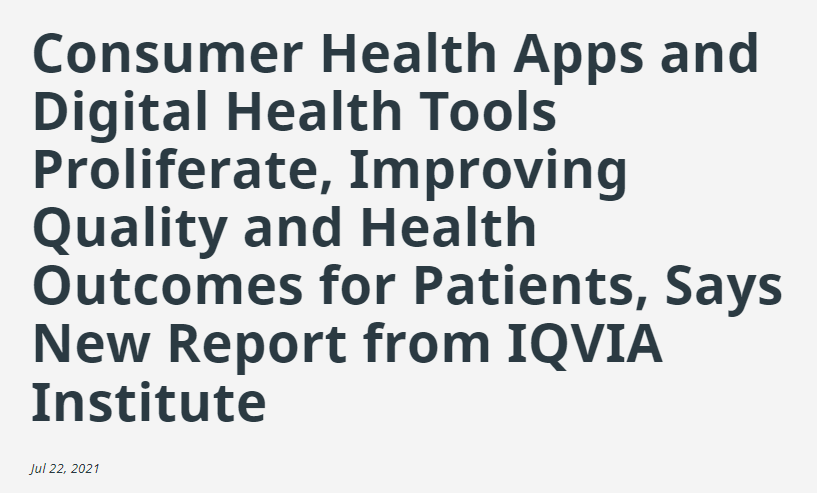 Consumer Health Apps and
Digital Health Tools
Proliferate, Improving
Quality and Health
Outcomes for Patients, Says
New Report from IQVIA
Institute
Jul 22, 2021